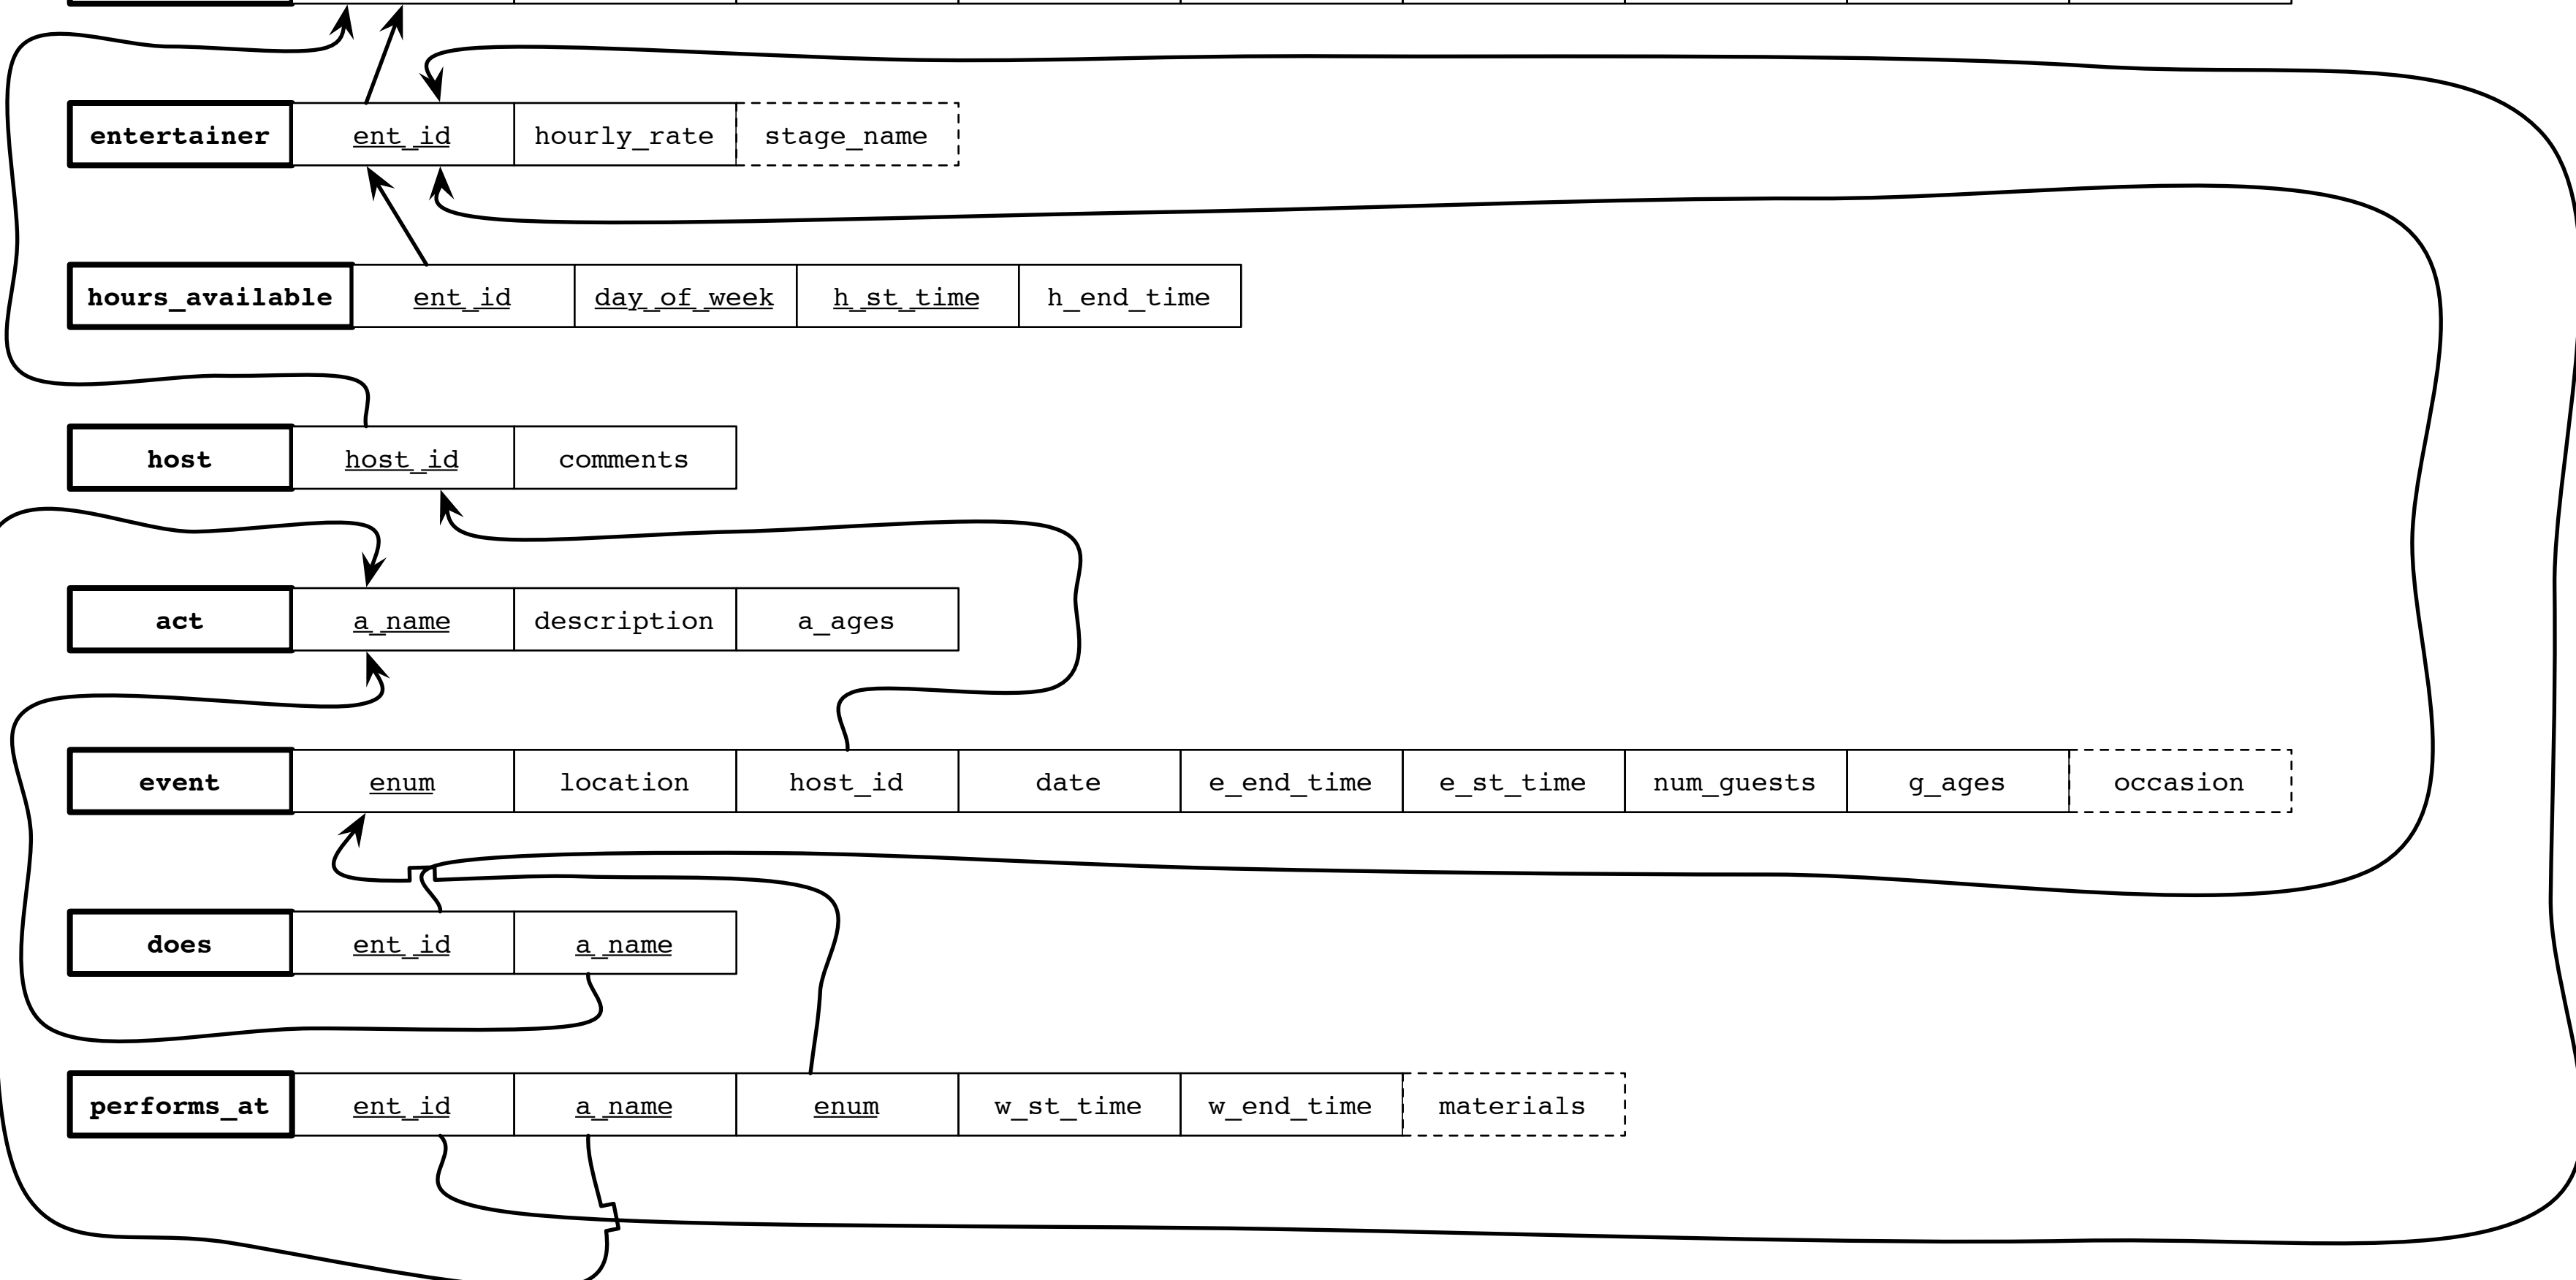 entertainer ent_id hourly_rate stage_name
hours_available ent_id day_of_week h_st_time h_end_time
host host_id comments
act a_name description a_ages
event enum location host_id date e_end_time e_st_time num_guests g_ages occasion
does ent_id a_name
performs_at ent_id a_name enum w_st_time w_end_time materials